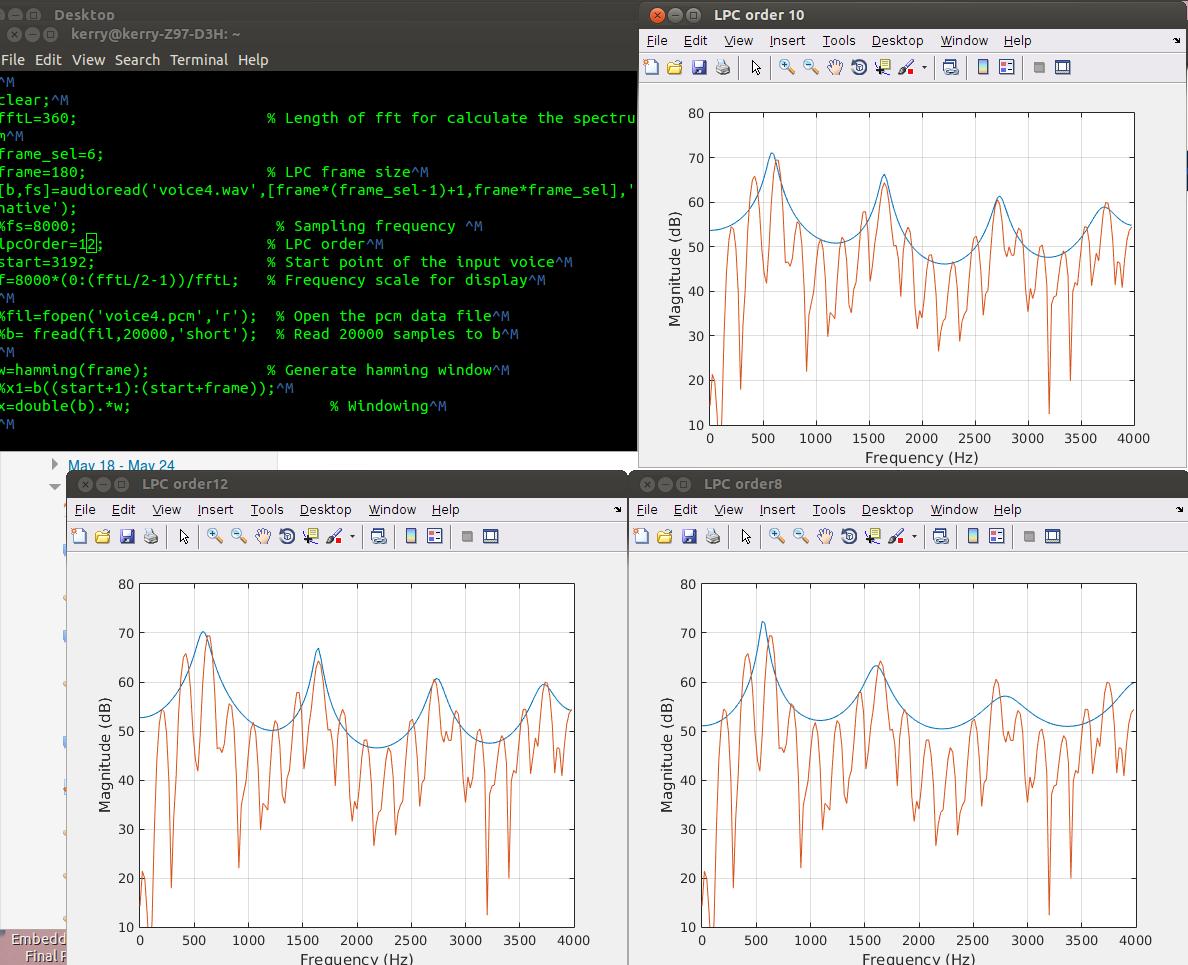 Desktop
kerry@kerry-Z97-D3H: ~
File Edit View Search Terminal Help
^M
clear;^M
fftL=360; % Length of fft for calculate the spectru
m^M
frame_sel=6;
frame=180; % LPC frame size^M
[b,fs]=audioread('voice4.wav',[frame*(frame_sel-1)+1,frame*frame_sel],'
native');
%fs=8000; % Sampling frequency ^M
lpcOrder=12; % LPC order^M
start=3192; % Start point of the input voice^M
f=8000*(0:(fftL/2-1))/fftL; % Frequency scale for display^M
^M
%fil=fopen('voice4.pcm','r'); % Open the pcm data file^M
%b= fread(fil,20000,'short'); % Read 20000 samples to b^M
^M
w=hamming(frame); % Generate hamming window^M
%x1=b((start+1):(start+frame));^M
x=double(b).*w; % Windowing^M
^M
May 18 - May 24
Embedd
Final P
LPC order 10
File Edit View Insert Tools Desktop Window Help
80
70
60
50
40
30
20
10
Magnitude (dB)
0 500 1000 1500 2000 2500 3000 3500 4000
Frequency (Hz)
LPC order12
File Edit View Insert Tools Desktop Window Help
80
70
60
50
40
30
20
10
Magnitude (dB)
0 500 1000 1500 2000 2500 3000 3500 4000
Frequency (Hz)
LPC order8
File Edit View Insert Tools Desktop Window Help
80
70
60
50
40
30
20
10
Magnitude (dB)
0 500 1000 1500 2000 2500 3000 3500 4000
Frequency (Hz)